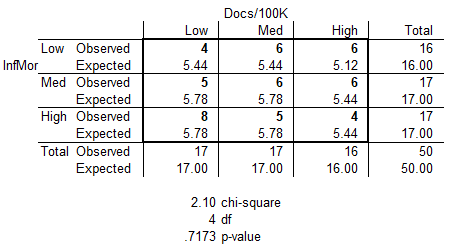 Docs/100K
Low Med High Total
Low Observed 4 6 6 16
InfMor Expected 5.44 5.44 5.12 16.00
Med Observed 5 6 6 17
Expected 5.78 5.78 5.44 17.00
High Observed 8 5 4 17
Expected 5.78 5.78 5.44 17.00
Total Observed 17 17 16 50
Expected 17.00 17.00 16.00 50.00
2.10 chi-square
4 df
.7173 p-value